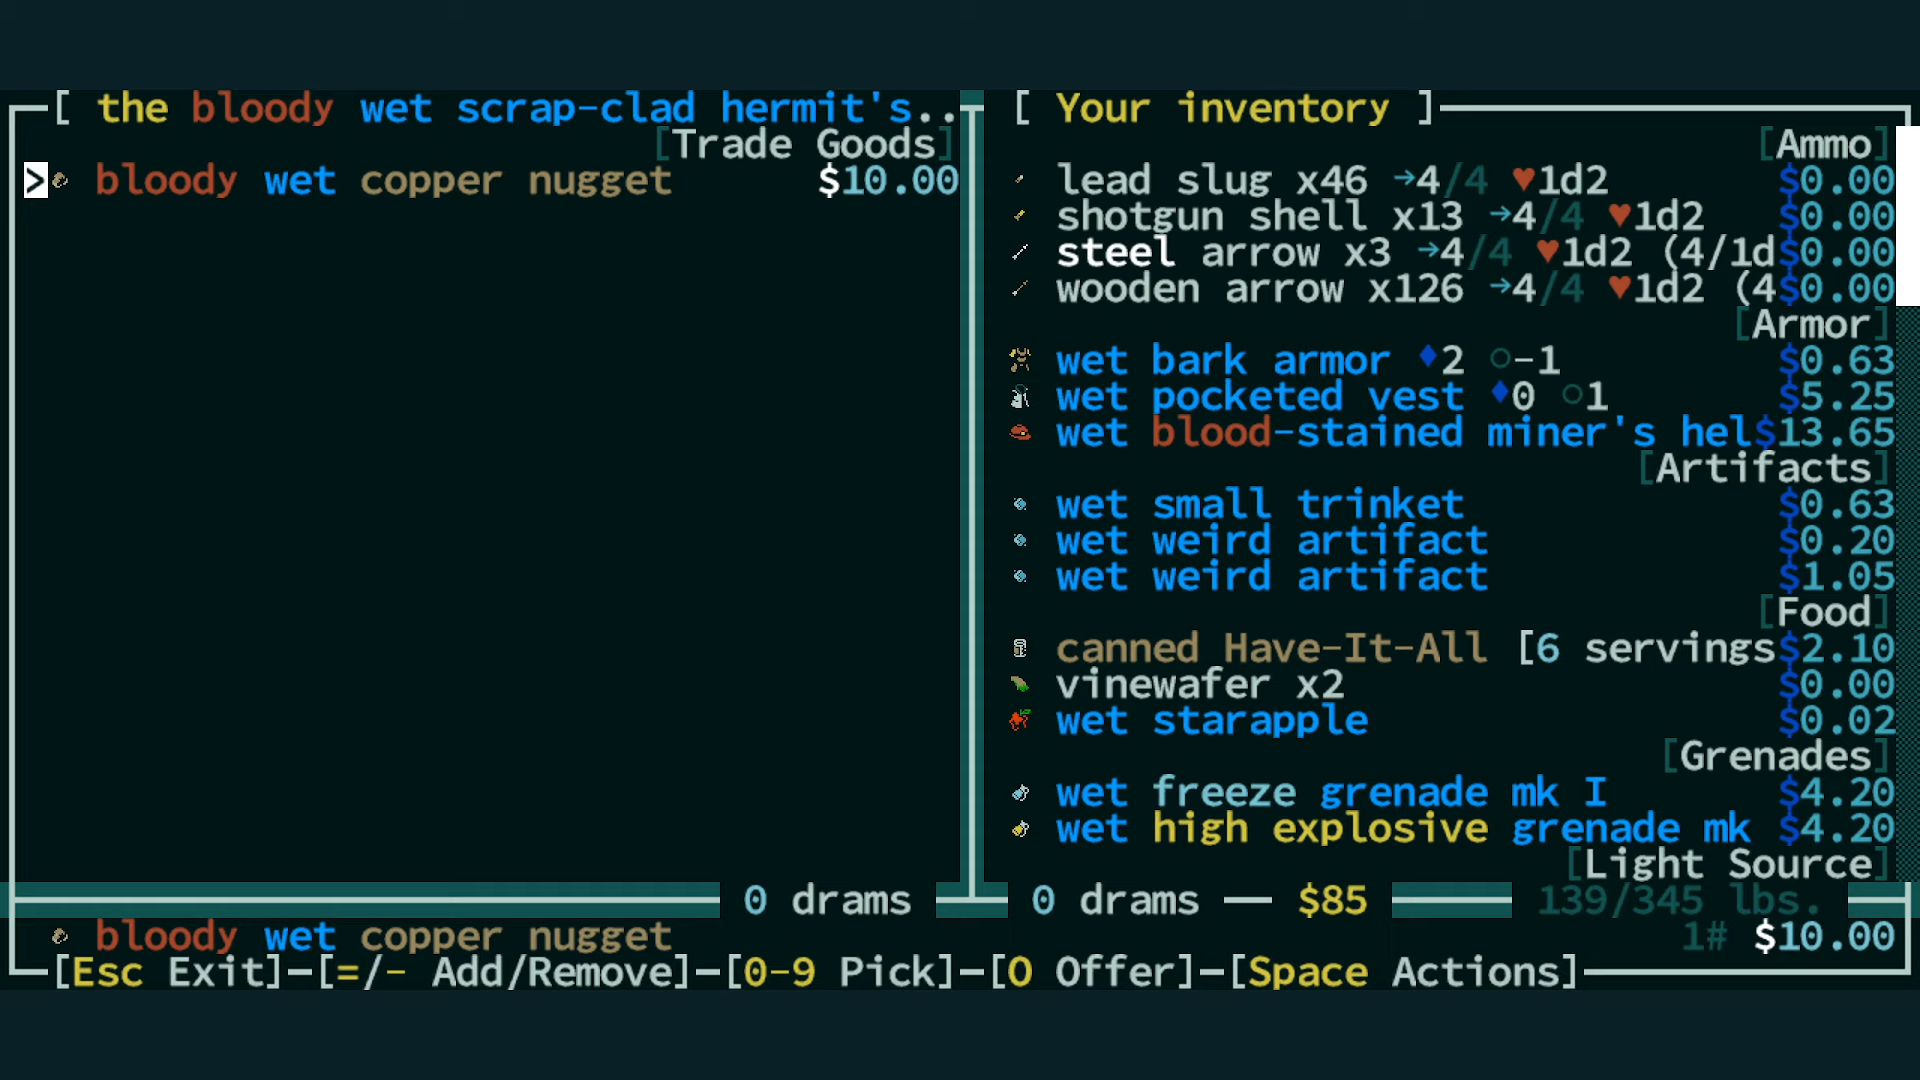 [ the bloody wet scrap-clad hermit's..
[Trade Goods]
> bloody wet copper nugget $10.00
[ Your inventory ]
[Ammo]
lead slug x46 →4/4 ♥1d2 $0.00
shotgun shell x13 →4/4 ♥1d2 $0.00
steel arrow x3 →4/4 ♥1d2 (4/1d $0.00
wooden arrow x126 →4/4 ♥1d2 (4 $0.00
[Armor]
wet bark armor ♦2 ○-1 $0.63
wet pocketed vest ♦0 ○1 $5.25
wet blood-stained miner's hel $13.65
[Artifacts]
wet small trinket $0.63
wet weird artifact $0.20
wet weird artifact $1.05
[Food]
canned Have-It-All [6 servings $2.10
vinewafer x2 $0.00
wet starapple $0.02
[Grenades]
wet freeze grenade mk I $4.20
wet high explosive grenade mk $4.20
[Light Source]
0 drams 0 drams — $85 139/345 lbs.
bloody wet copper nugget 1# $10.00
[Esc Exit]-[=/- Add/Remove]-[0-9 Pick]-[O Offer]-[Space Actions]